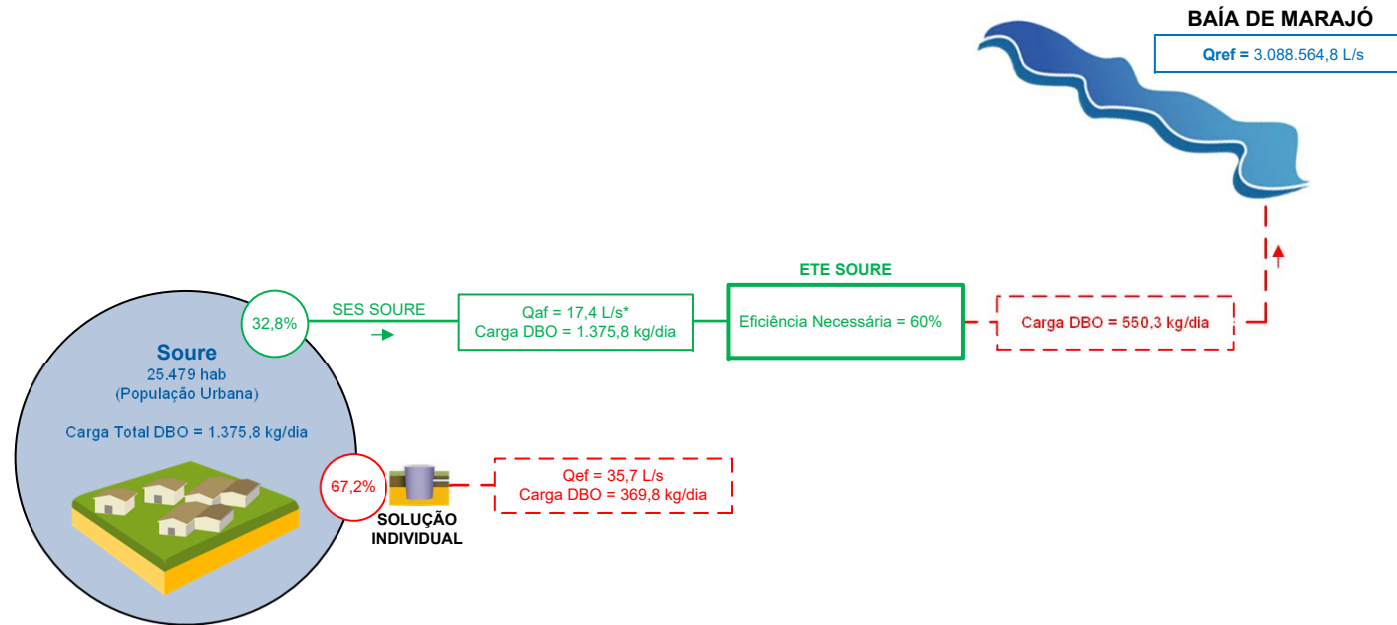 BAÍA DE MARAJÓ
Qref = 3.088.564,8 L/s
ETE SOURE
32,8%
SES SOURE
Qaf = 17,4 L/s*
Carga DBO = 1.375,8 kg/dia
Eficiência Necessária = 60%
Carga DBO = 550,3 kg/dia
Soure
25.479 hab
(População Urbana)
Carga Total DBO = 1.375,8 kg/dia
67,2%
SOLUÇÃO
INDIVIDUAL
Qef = 35,7 L/s
Carga DBO = 369,8 kg/dia